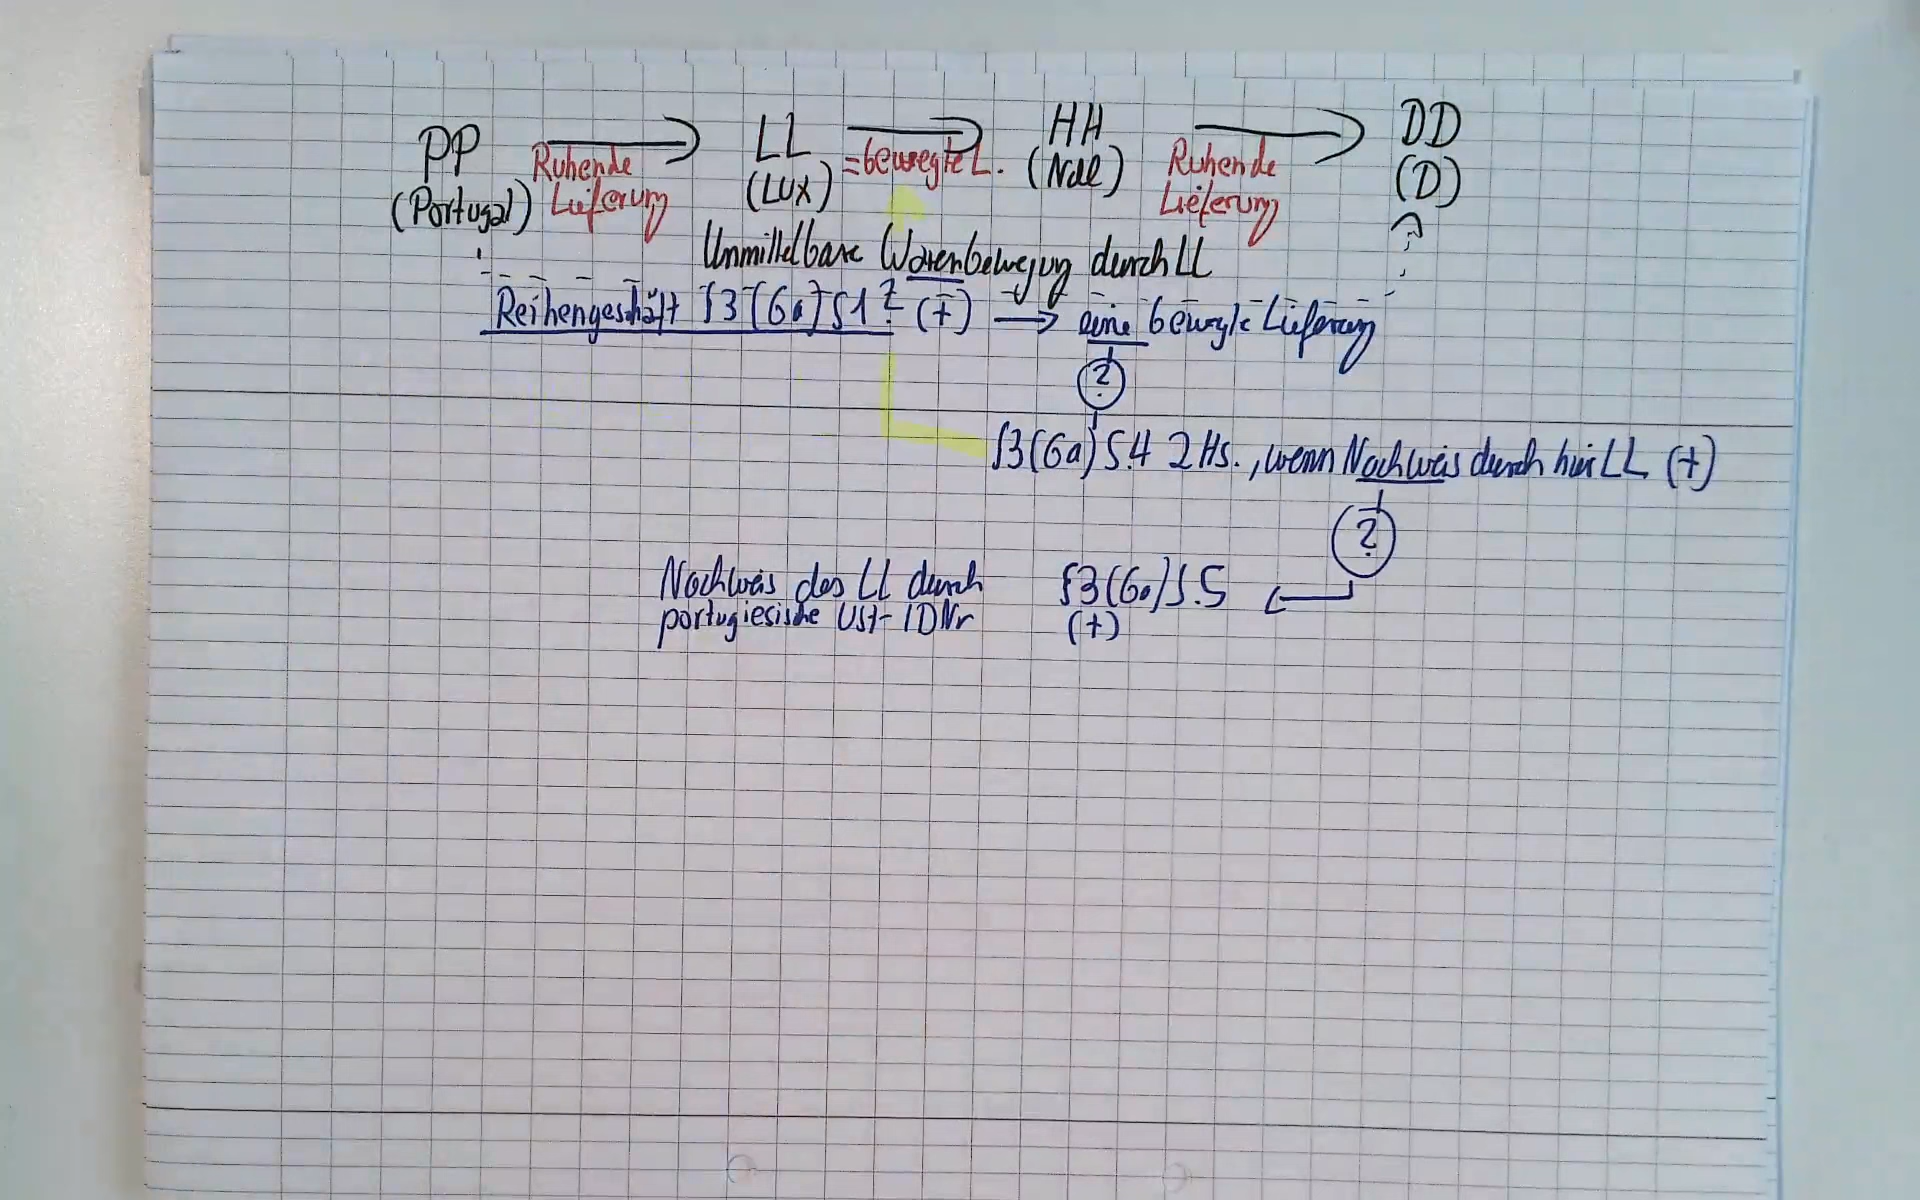 PP LL HH DD
(Portugal) (LUX) (Ndl) (D)
Ruhende Lieferung =bewegte L. Ruhende Lieferung
Unmittelbare Warenbewegung durch LL
Reihengeschäft §3(6a)S1? (+) → eine bewegte Lieferung
?
§3(6a) S.4 2 Hs., wenn Nachweis durch hier LL (+)
?
Nachweis des LL durch §3(6a)S.5
portugiesische USt-IDNr (+)